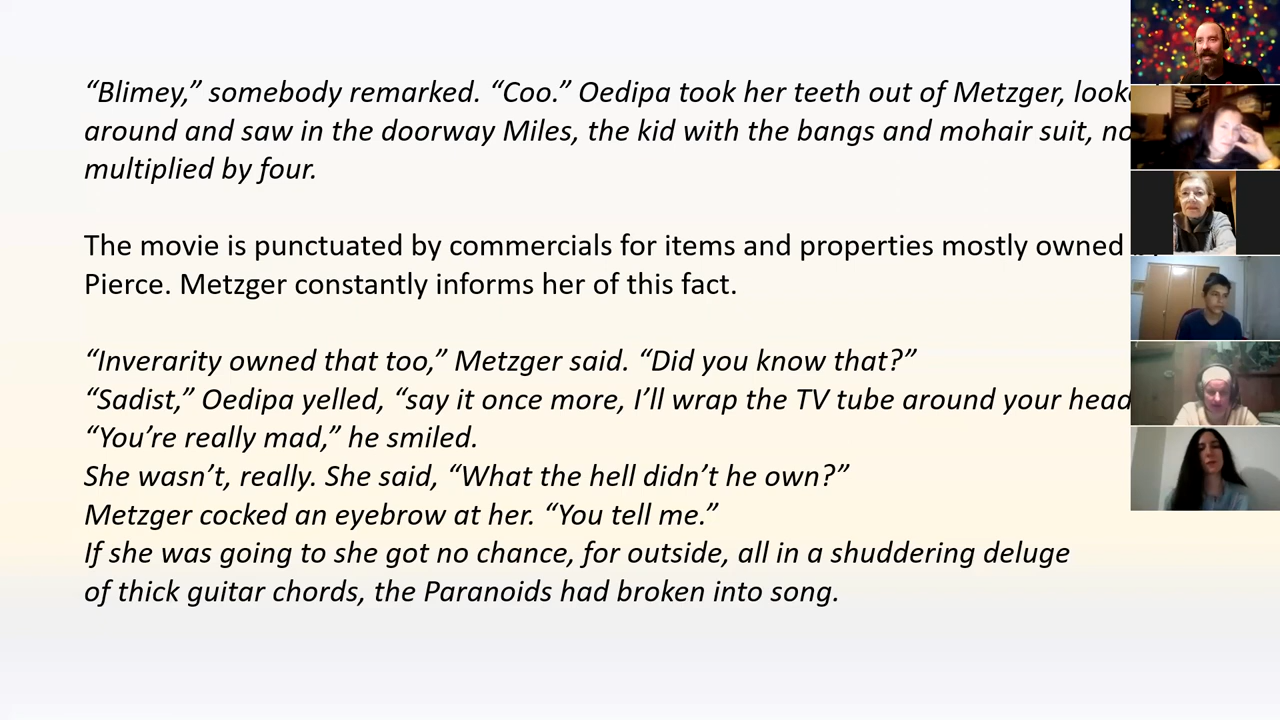 “Blimey,” somebody remarked. “Coo.” Oedipa took her teeth out of Metzger,
around and saw in the doorway Miles, the kid with the bangs and mohair suit,
multiplied by four.
The movie is punctuated by commercials for items and properties mostly owned
Pierce. Metzger constantly informs her of this fact.
“Inverarity owned that too,” Metzger said. “Did you know that?”
“Sadist,” Oedipa yelled, “say it once more, I’ll wrap the TV tube around your head
“You’re really mad,” he smiled.
She wasn’t, really. She said, “What the hell didn’t he own?”
Metzger cocked an eyebrow at her. “You tell me.”
If she was going to she got no chance, for outside, all in a shuddering deluge
of thick guitar chords, the Paranoids had broken into song.